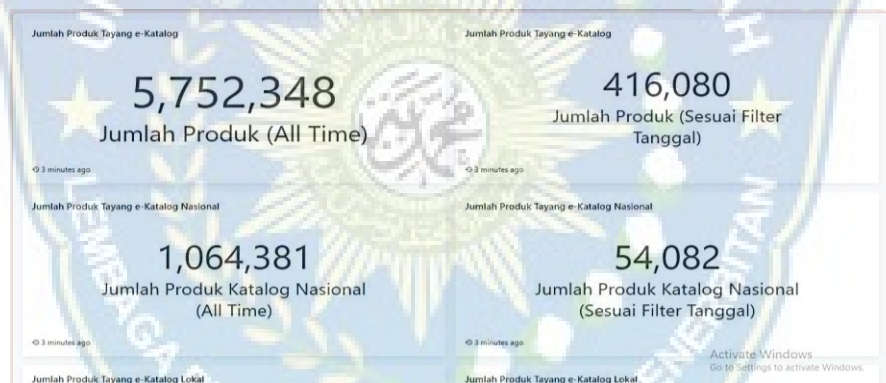 Jumlah Produk Tayang e-Katalog
5,752,348
Jumlah Produk (All Time)
3 minutes ago
Jumlah Produk Tayang e-Katalog
416,080
Jumlah Produk (Sesuai Filter
Tanggal)
3 minutes ago
Jumlah Produk Tayang e-Katalog Nasional
1,064,381
Jumlah Produk Katalog Nasional
(All Time)
3 minutes ago
Jumlah Produk Tayang e-Katalog Nasional
54,082
Jumlah Produk Katalog Nasional
(Sesuai Filter Tanggal)
3 minutes ago
Jumlah Produk Tayang e-Katalog Lokal
Jumlah Produk Tayang e-Katalog Lokal
Activate Windows
Go to Settings to activate Windows.
LEMBAGA